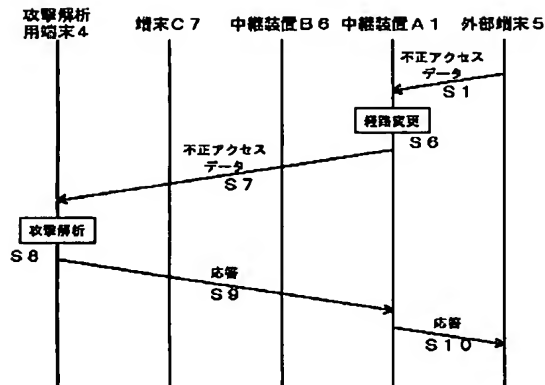 攻撃解析
用端末4
端末C7
中継装置B6
中継装置A1
外部端末5
不正アクセス
データ
S1
経路変更
S6
不正アクセス
データ
S7
攻撃解析
S8
応答
S9
応答
S10